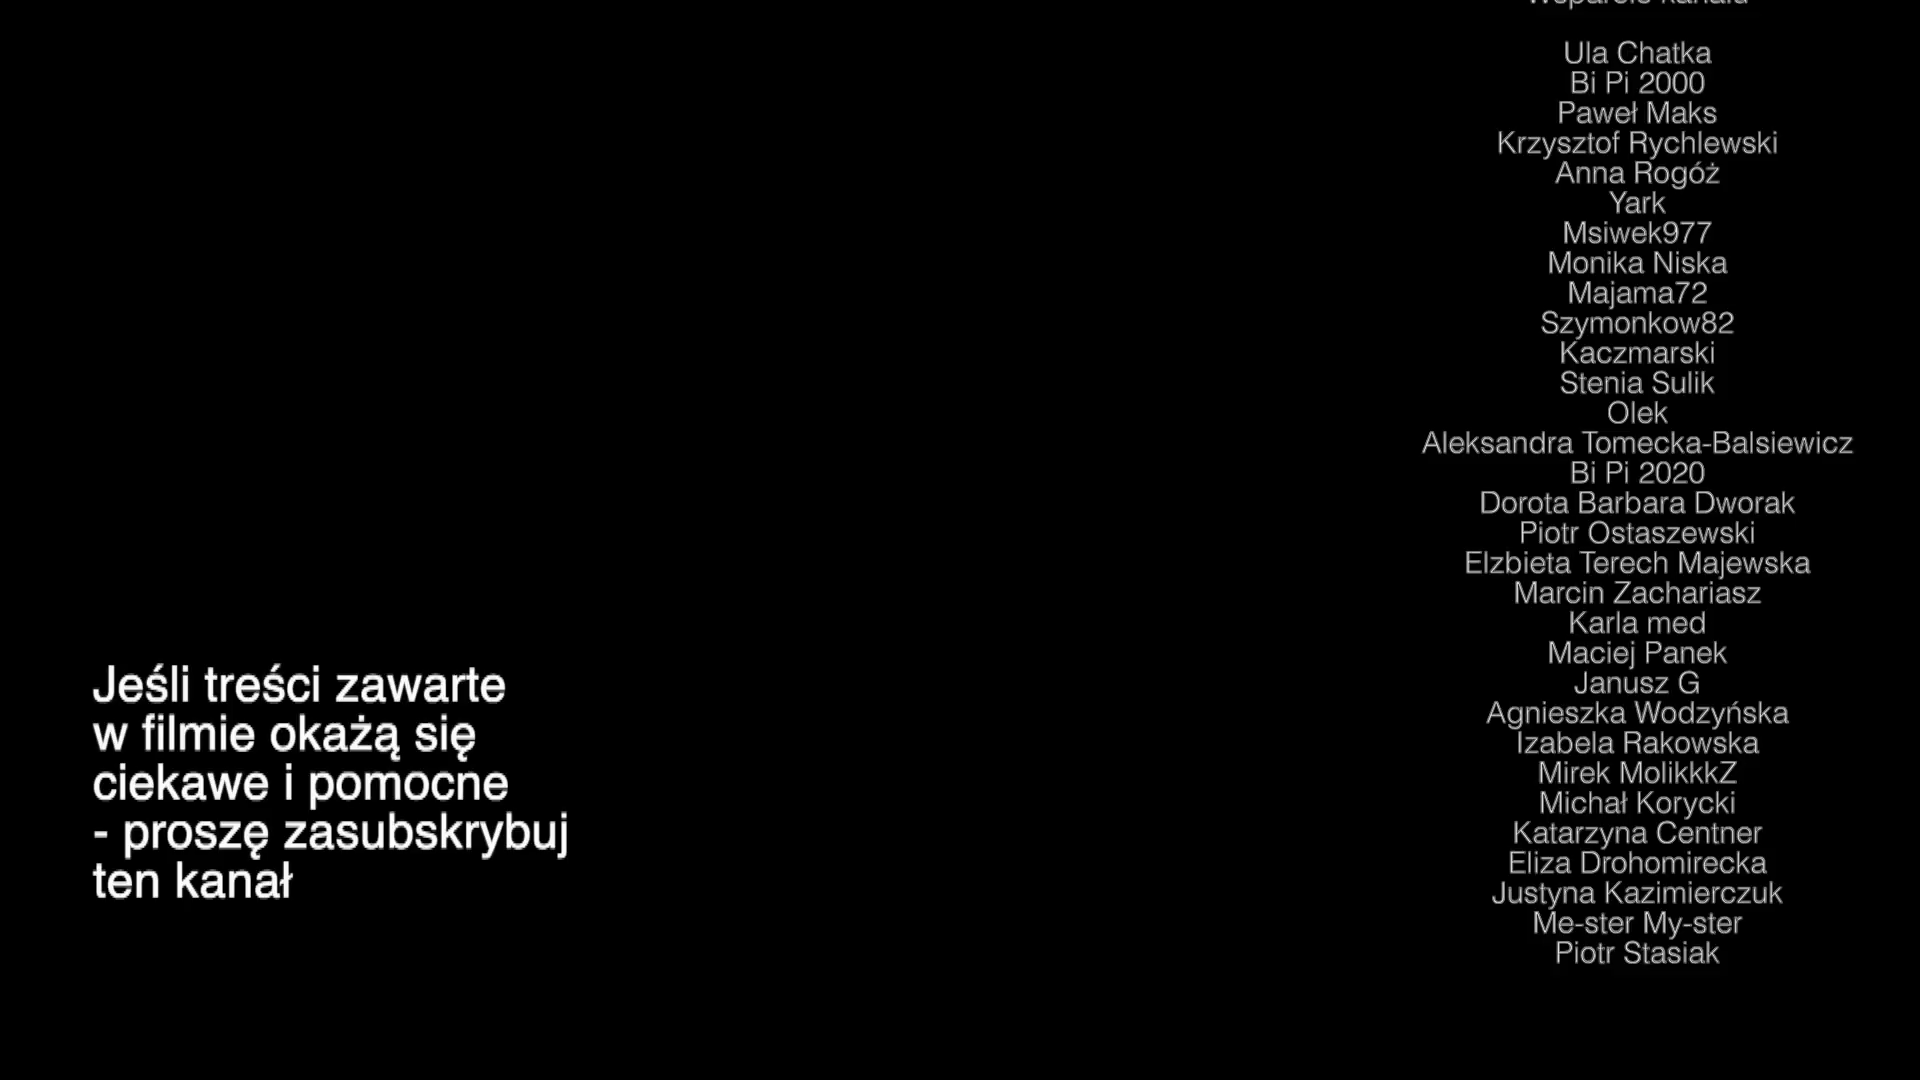 Wsparcie kanału
Ula Chatka
Bi Pi 2000
Paweł Maks
Krzysztof Rychlewski
Anna Rogóż
Yark
Msiwek977
Monika Niska
Majama72
Szymonkow82
Kaczmarski
Stenia Sulik
Olek
Aleksandra Tomecka-Balsiewicz
Bi Pi 2020
Dorota Barbara Dworak
Piotr Ostaszewski
Elzbieta Terech Majewska
Marcin Zachariasz
Karla med
Maciej Panek
Janusz G
Agnieszka Wodzyńska
Izabela Rakowska
Mirek MolikkkZ
Michał Korycki
Katarzyna Centner
Eliza Drohomirecka
Justyna Kazimierczuk
Me-ster My-ster
Piotr Stasiak
Jeśli treści zawarte
w filmie okażą się
ciekawe i pomocne
- proszę zasubskrybuj
ten kanał